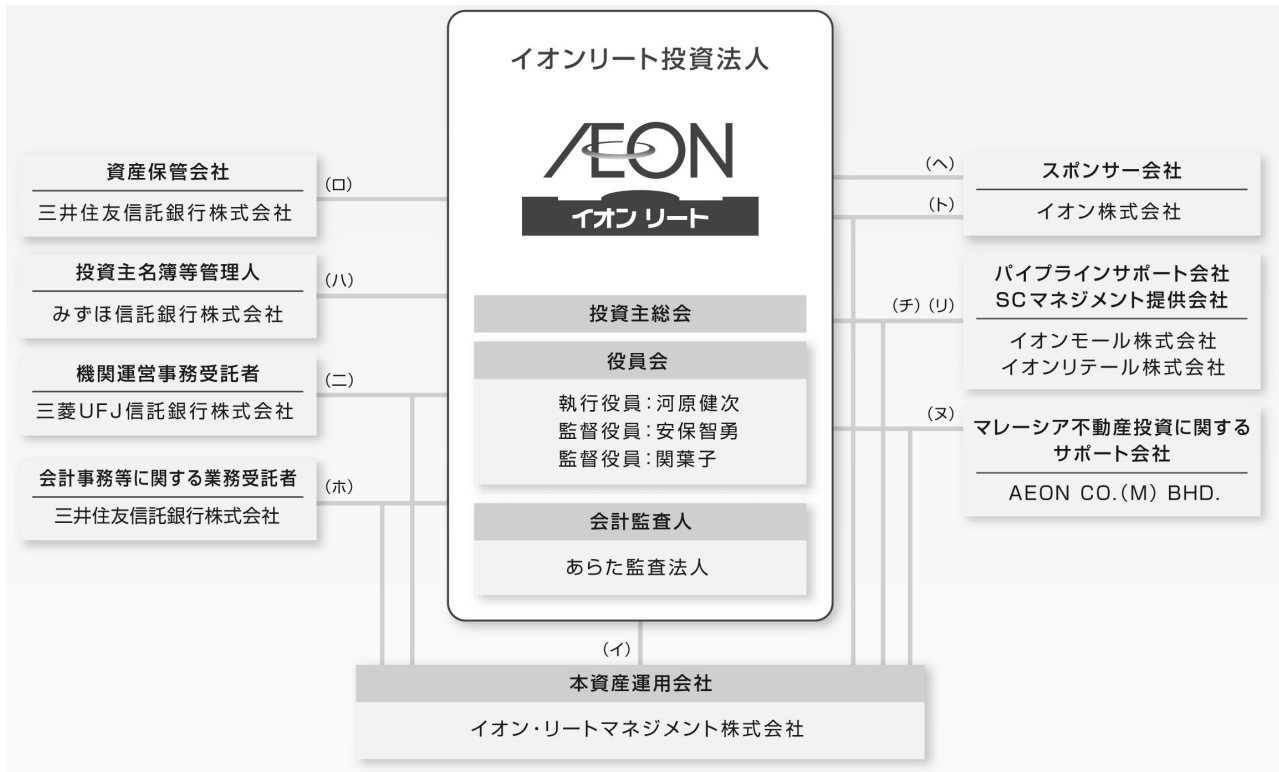 イオンリート投資法人
ÆON
イオン リート
資産保管会社
三井住友信託銀行株式会社
(ロ)
投資主名簿等管理人
みずほ信託銀行株式会社
(ハ)
機関運営事務受託者
三菱UFJ信託銀行株式会社
(ニ)
会計事務等に関する業務受託者
三井住友信託銀行株式会社
(ホ)
投資主総会
役員会
執行役員:河原健次
監督役員:安保智勇
監督役員:関葉子
会計監査人
あらた監査法人
(ヘ)
(ト)
スポンサー会社
イオン株式会社
(チ)(リ)
パイプラインサポート会社
SCマネジメント提供会社
イオンモール株式会社
イオンリテール株式会社
(ヌ)
マレーシア不動産投資に関する
サポート会社
AEON CO.(M) BHD.
(イ)
本資産運用会社
イオン・リートマネジメント株式会社